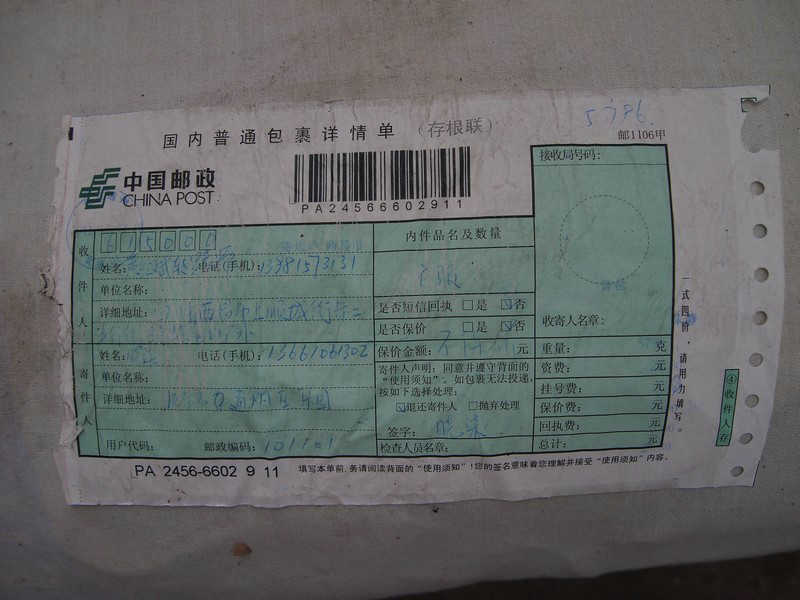 国内普通包裹详情单(存根联)
5786
邮1106甲
中国邮政
CHINA POST
PA24566602911
接收局号码:
收件人
615000
姓名:
电话(手机):13981573131
单位名称:
详细地址:
寄件人
姓名:
电话(手机):13661061302
单位名称:
详细地址:
用户代码:
邮政编码:101101
内件品名及数量
是否短信回执 □是 ☑否
是否保价 □是 ☑否
保价金额: 元
寄件人声明:同意并遵守背面的
“使用须知”。如包裹无法投递,
按如下选择处理:
☑退还寄件人 □抛弃处理
签字:
检查人员名章:
收寄人名章:
重量: 克
资费: 元
挂号费: 元
保价费: 元
回执费: 元
总计: 元
一式四阶,请用力填写。
④收件人存
PA 2456-6602 9 11
填写本单前,务请阅读背面的“使用须知”!您的签名意味着您理解并接受“使用须知”内容。